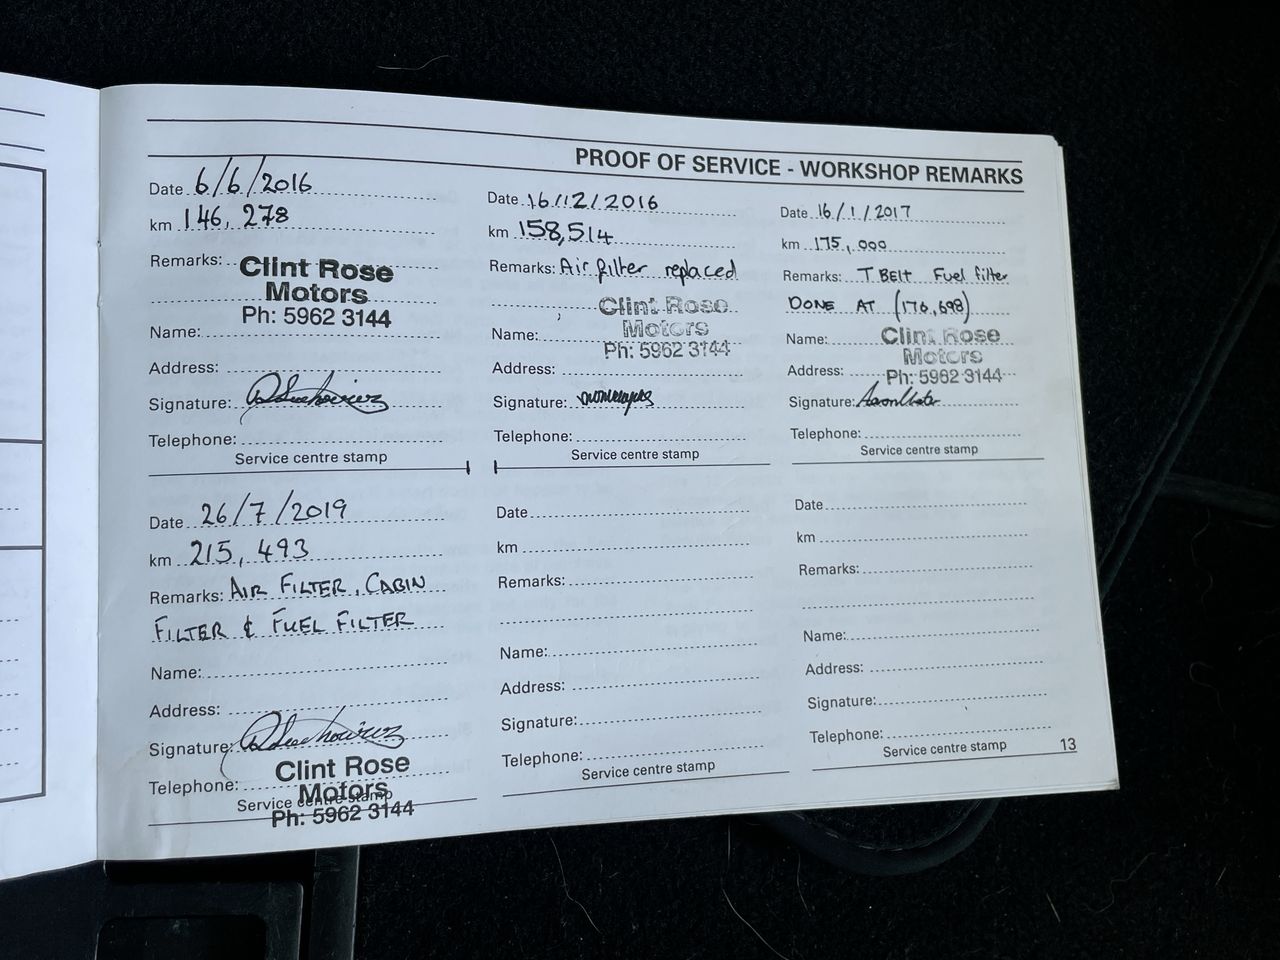 PROOF OF SERVICE - WORKSHOP REMARKS
Date 6/6/2016
km 146, 278
Remarks:
Clint Rose
Motors
Ph: 5962 3144
Name:
Address:
Signature:
Telephone:
Service centre stamp
Date 16/12/2016
km 158,514
Remarks: Air filter replaced
Clint Rose
Motors
Name:
Ph: 5962 3144
Address:
Signature:
Telephone:
Service centre stamp
Date 16/1/2017
km 175,000
Remarks: T BELT Fuel filter
DONE AT (176,698)
Name: Clint Rose
Motors
Address: Ph: 5962 3144
Signature:
Telephone:
Service centre stamp
Date 26/7/2019
km 215, 493
Remarks: AIR FILTER, CABIN
FILTER & FUEL FILTER
Name:
Address:
Signature:
Telephone:
Clint Rose
Motors
Service centre stamp
Ph: 5962 3144
Date
km
Remarks:
Name:
Address:
Signature:
Telephone:
Service centre stamp
Date
km
Remarks:
Name:
Address:
Signature:
Telephone:
Service centre stamp
13